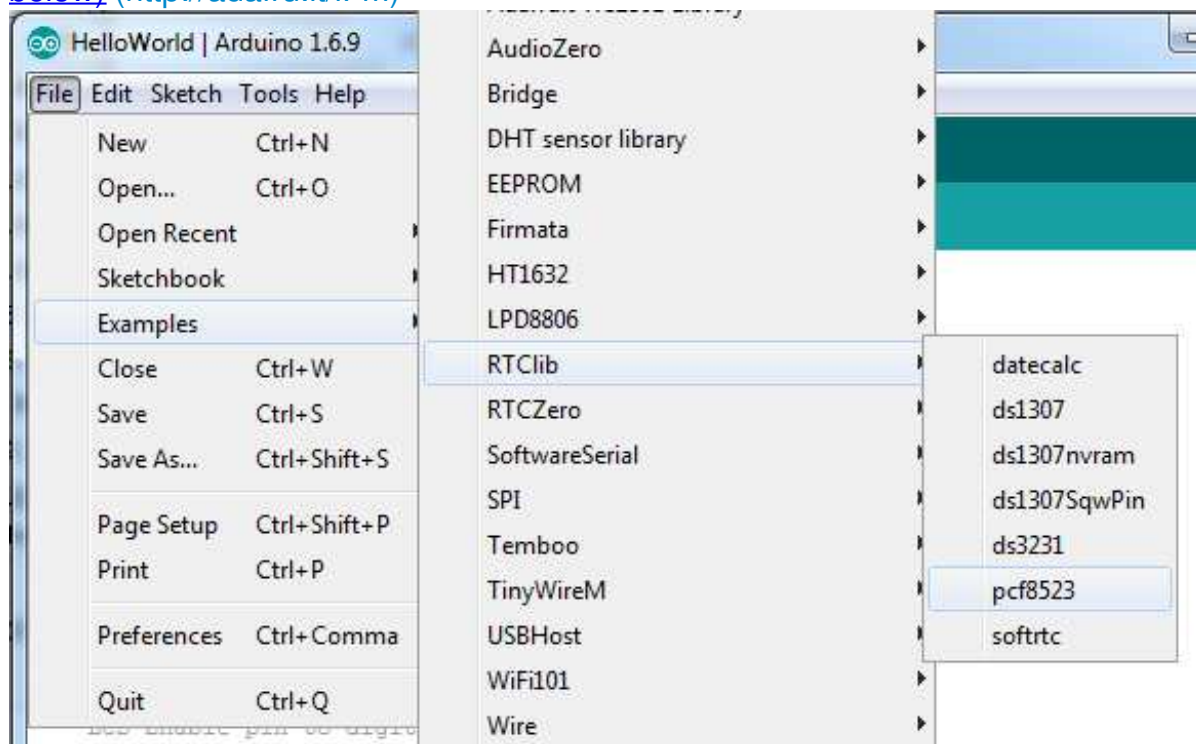 HelloWorld | Arduino 1.6.9
File Edit Sketch Tools Help
New Ctrl+N
Open... Ctrl+O
Open Recent
Sketchbook
Examples
Close Ctrl+W
Save Ctrl+S
Save As... Ctrl+Shift+S
Page Setup Ctrl+Shift+P
Print Ctrl+P
Preferences Ctrl+Comma
Quit Ctrl+Q
AudioZero
Bridge
DHT sensor library
EEPROM
Firmata
HT1632
LPD8806
RTClib
RTCZero
SoftwareSerial
SPI
Temboo
TinyWireM
USBHost
WiFi101
Wire
datecalc
ds1307
ds1307nvram
ds1307SqwPin
ds3231
pcf8523
softrtc